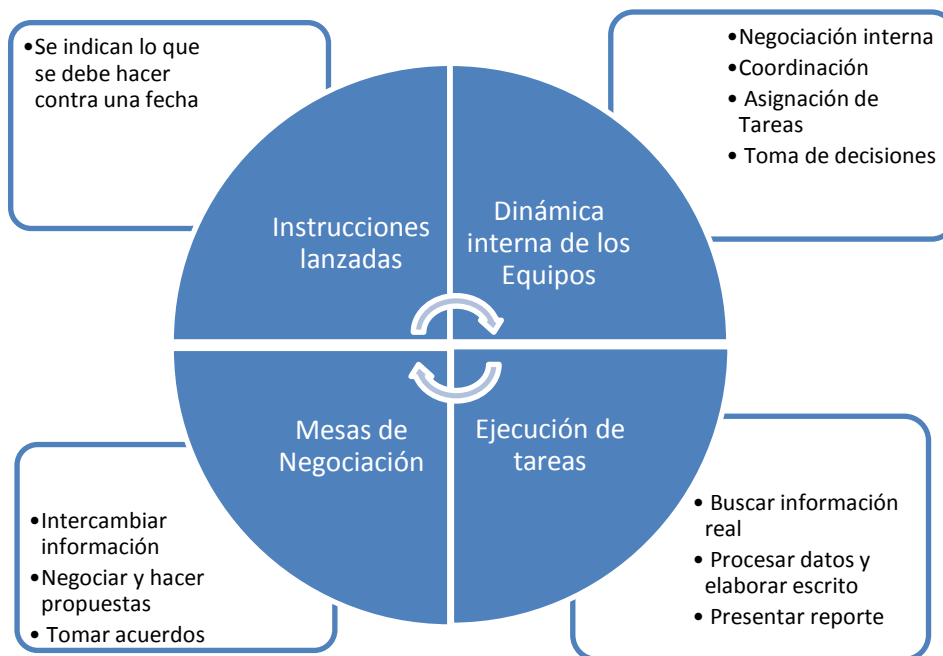 •Se indican lo que
se debe hacer
contra una fecha
•Negociación interna
•Coordinación
• Asignación de
Tareas
• Toma de decisiones
Instrucciones
lanzadas
Dinámica
interna de los
Equipos
Mesas de
Negociación
Ejecución de
tareas
•Intercambiar
información
•Negociar y hacer
propuestas
• Tomar acuerdos
• Buscar información
real
• Procesar datos y
elaborar escrito
• Presentar reporte